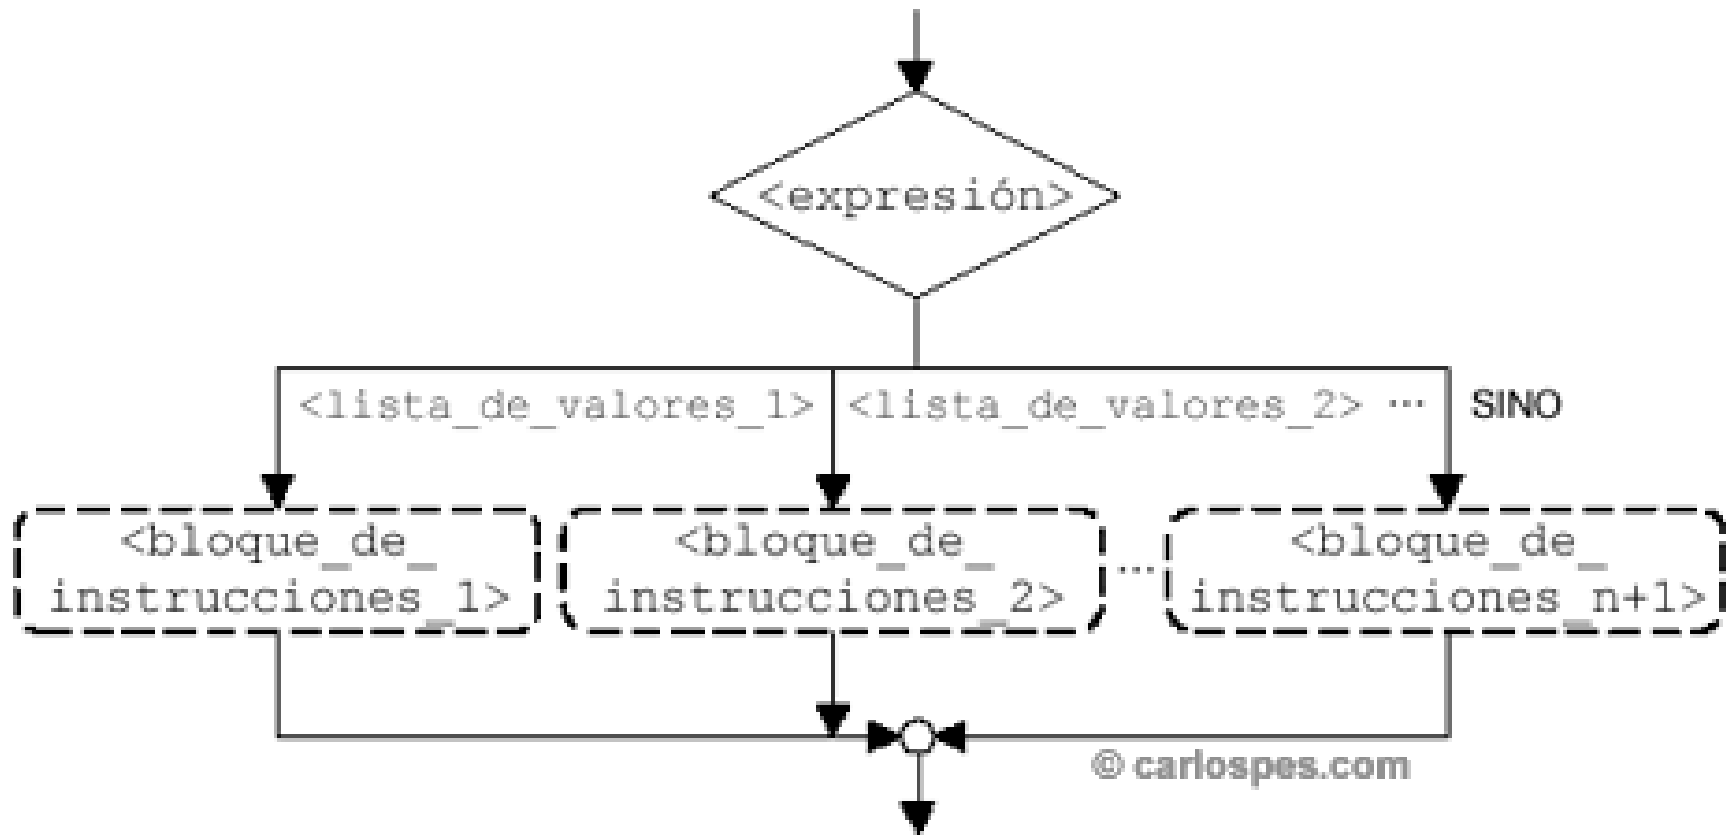 <expresión>
<lista_de_valores_1> <lista_de_valores_2> ... SINO
<bloque_de_
instrucciones_1>
<bloque_de_
instrucciones_2>
...
<bloque_de_
instrucciones_n+1>
© carlospes.com